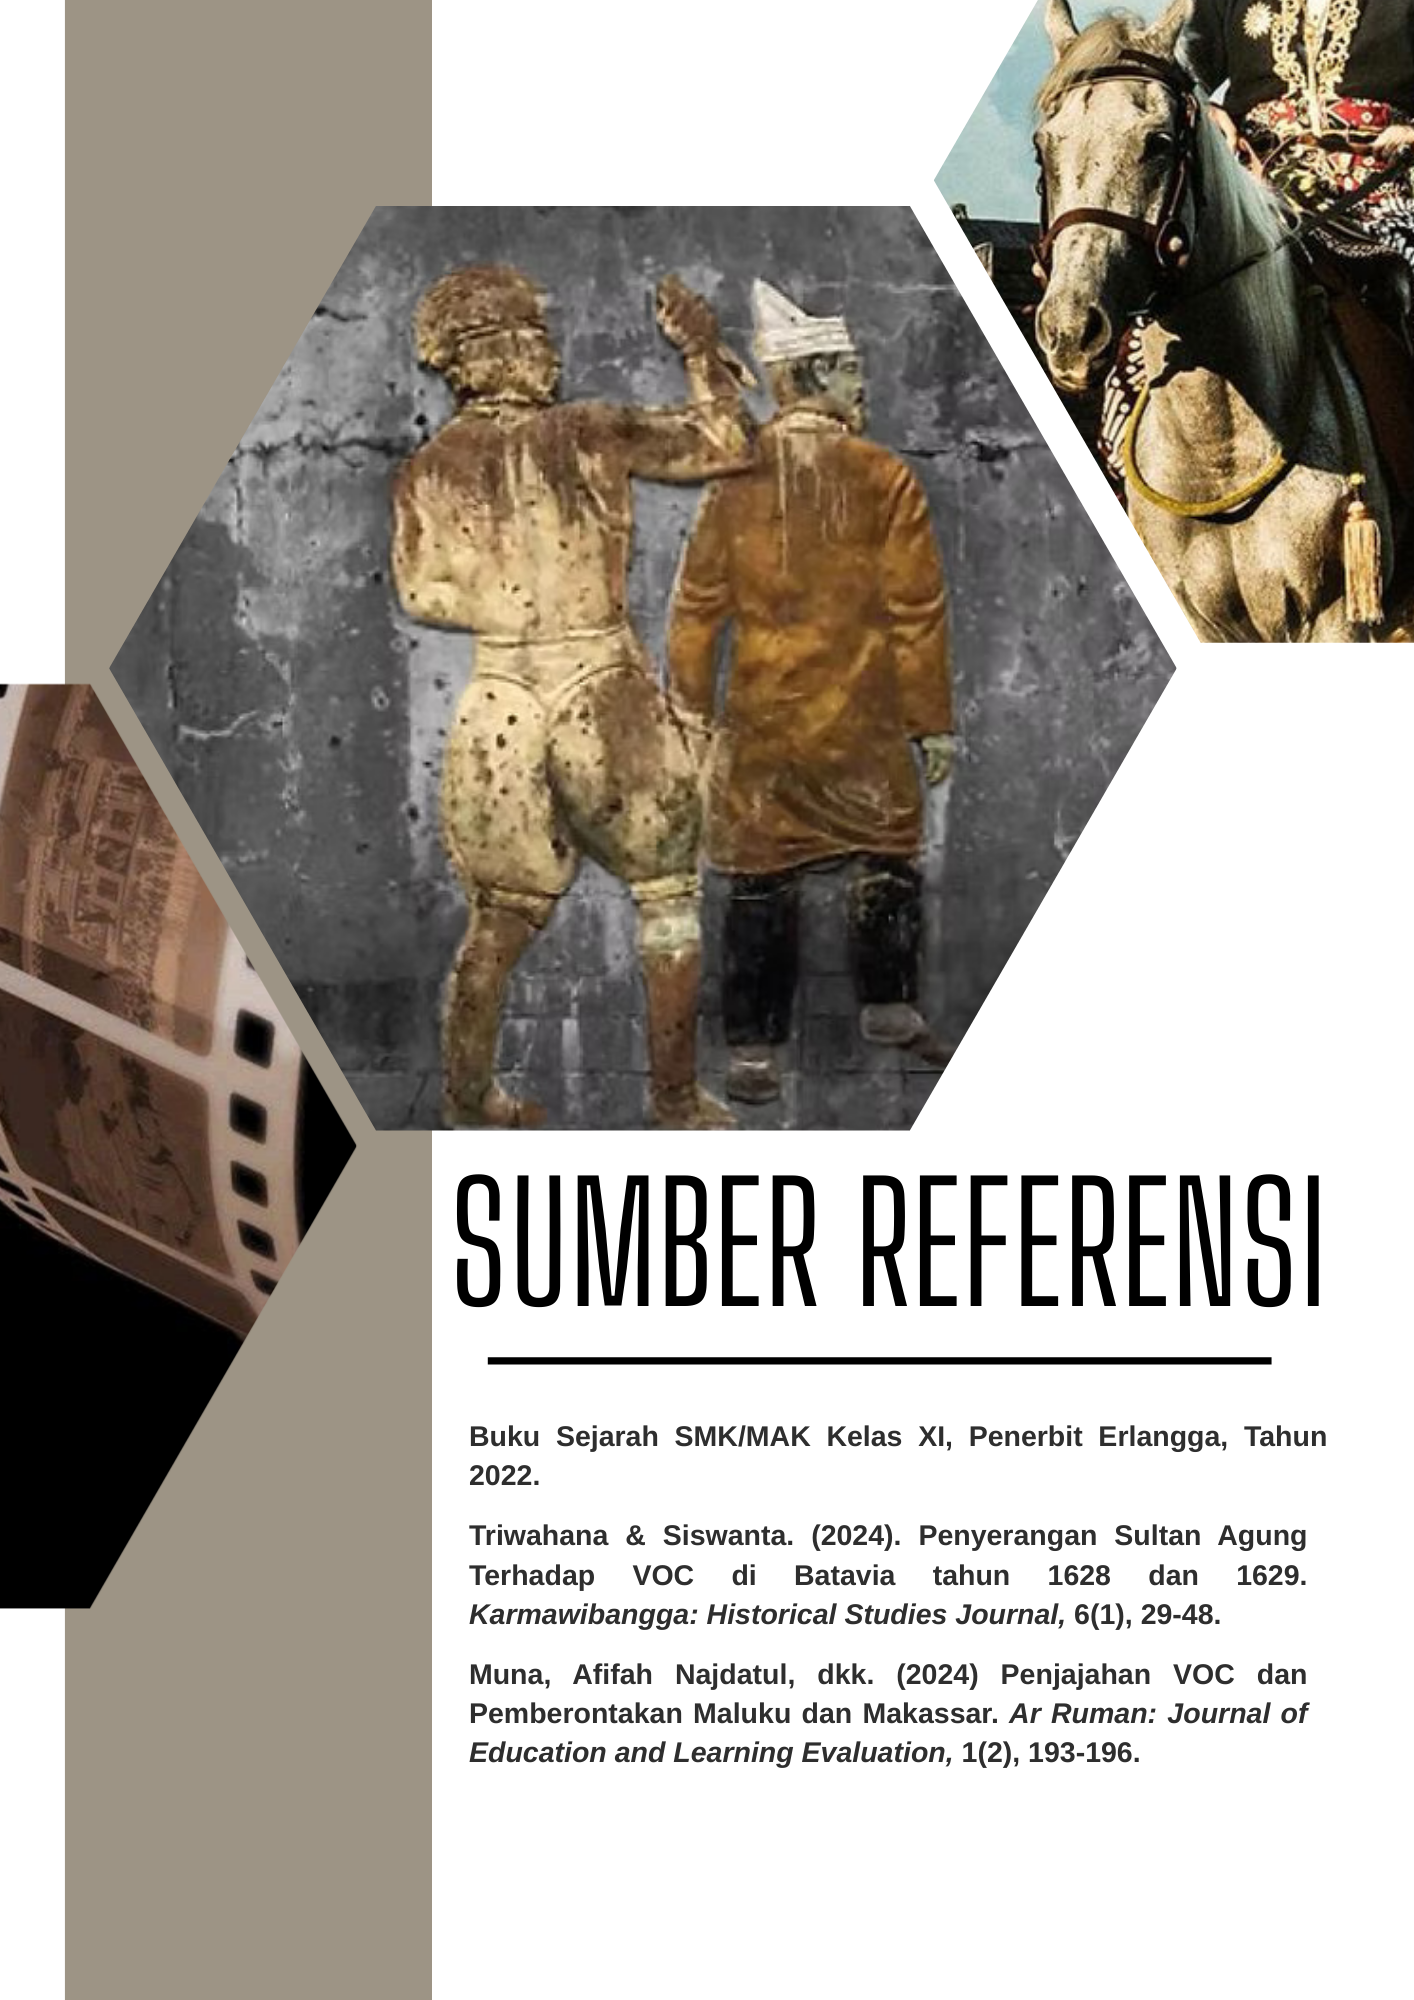 SUMBER REFERENSI
Buku Sejarah SMK/MAK Kelas XI, Penerbit Erlangga, Tahun
2022.
Triwahana & Siswanta. (2024). Penyerangan Sultan Agung
Terhadap VOC di Batavia tahun 1628 dan 1629.
Karmawibangga: Historical Studies Journal, 6(1), 29-48.
Muna, Afifah Najdatul, dkk. (2024) Penjajahan VOC dan
Pemberontakan Maluku dan Makassar. Ar Ruman: Journal of
Education and Learning Evaluation, 1(2), 193-196.